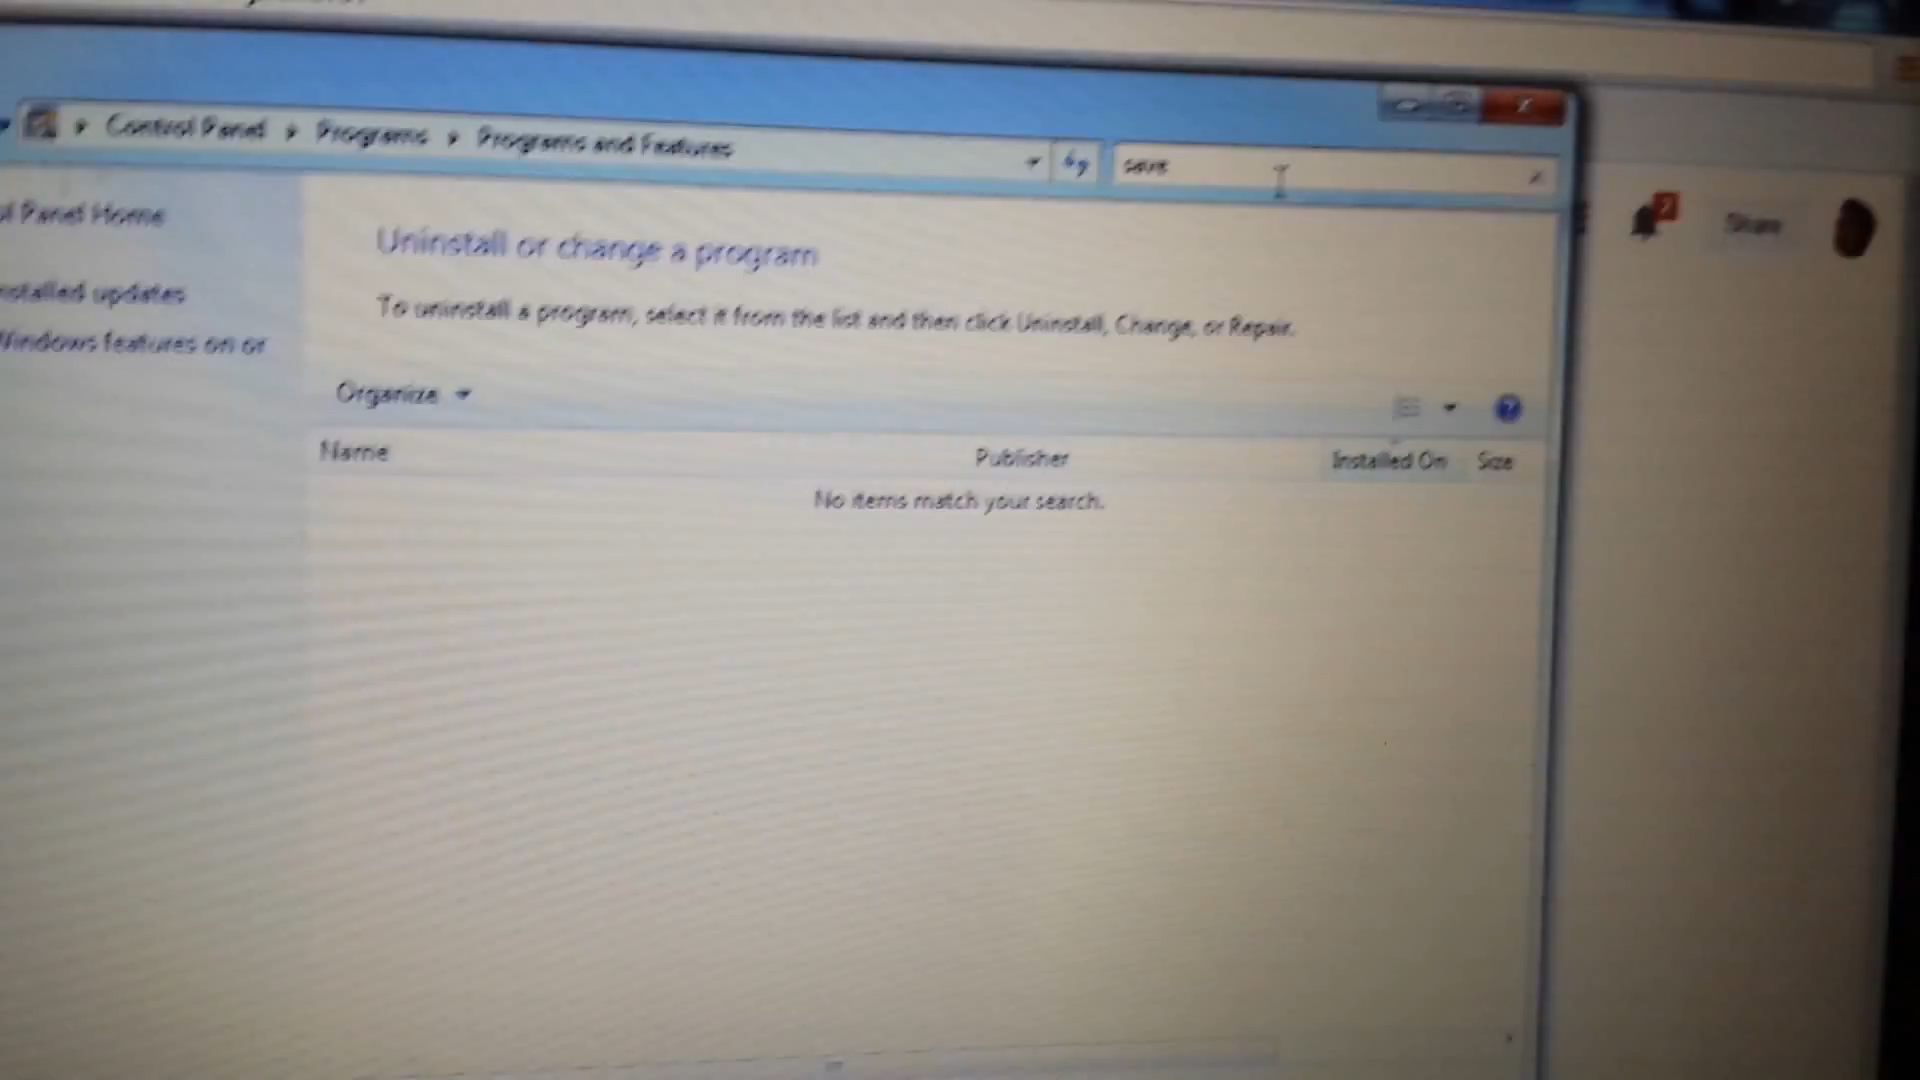 Control Panel Programs Programs and Features
save
l Panel Home
Uninstall or change a program
nstalled updates
To uninstall a program, select it from the list and then click Uninstall, Change, or Repair.
Windows features on or
Organize
Name Publisher Installed On Size
No items match your search.
2
Share